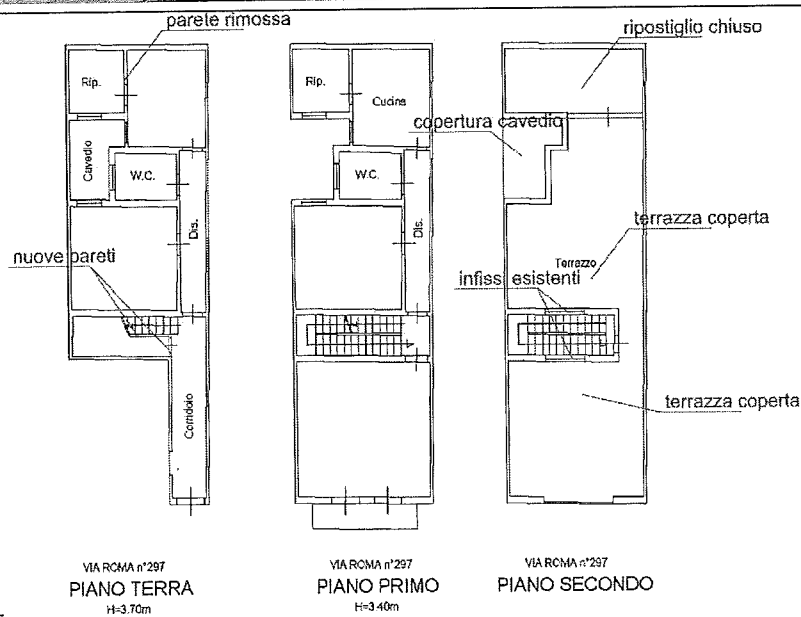 parete rimossa
Rip.
Cavedio
W.C.
Dis.
nuove pareti
Corridoio
VIA ROMA n°297
PIANO TERRA
H=3.70m
Rip.
Cucina
W.C.
Dis.
VIA ROMA n°297
PIANO PRIMO
H=3.40m
ripostiglio chiuso
copertura cavedio
terrazza coperta
Terrazzo
infissi esistenti
terrazza coperta
VIA ROMA n°297
PIANO SECONDO